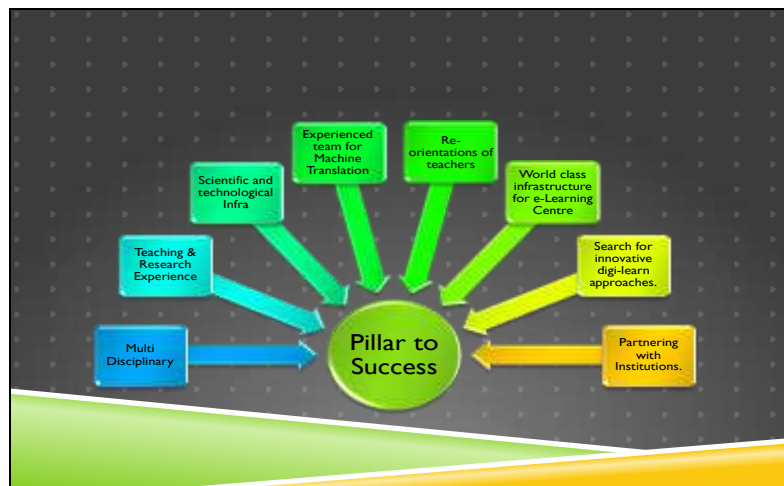 Multi
Disciplinary
Teaching &
Research
Experience
Scientific and
technological
Infra
Experienced
team for
Machine
Translation
Re-
orientations of
teachers
World class
infrastructure
for e-Learning
Centre
Search for
innovative
digi-learn
approaches.
Partnering
with
Institutions.
Pillar to
Success